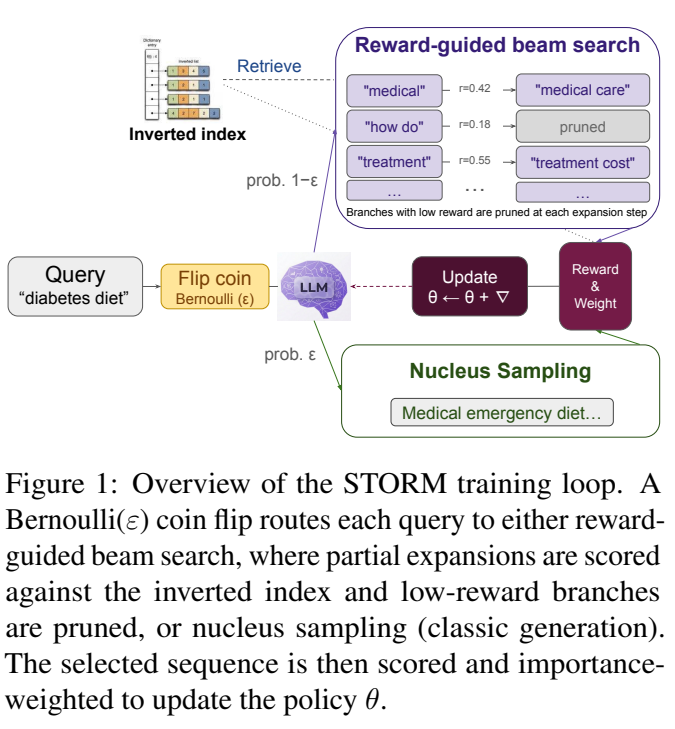 Dictionary
entry
Inverted list
Inverted index
Retrieve
Reward-guided beam search
"medical"
r=0.42
"medical care"
"how do"
r=0.18
pruned
"treatment"
r=0.55
"treatment cost"
...
...
...
Branches with low reward are pruned at each expansion step
prob. 1−ε
Query
"diabetes diet"
Flip coin
Bernoulli (ε)
LLM
Update
θ ← θ + ∇
Reward
&
Weight
prob. ε
Nucleus Sampling
Medical emergency diet…
Figure 1: Overview of the STORM training loop. A
Bernoulli(ε) coin flip routes each query to either reward-
guided beam search, where partial expansions are scored
against the inverted index and low-reward branches
are pruned, or nucleus sampling (classic generation).
The selected sequence is then scored and importance-
weighted to update the policy θ.